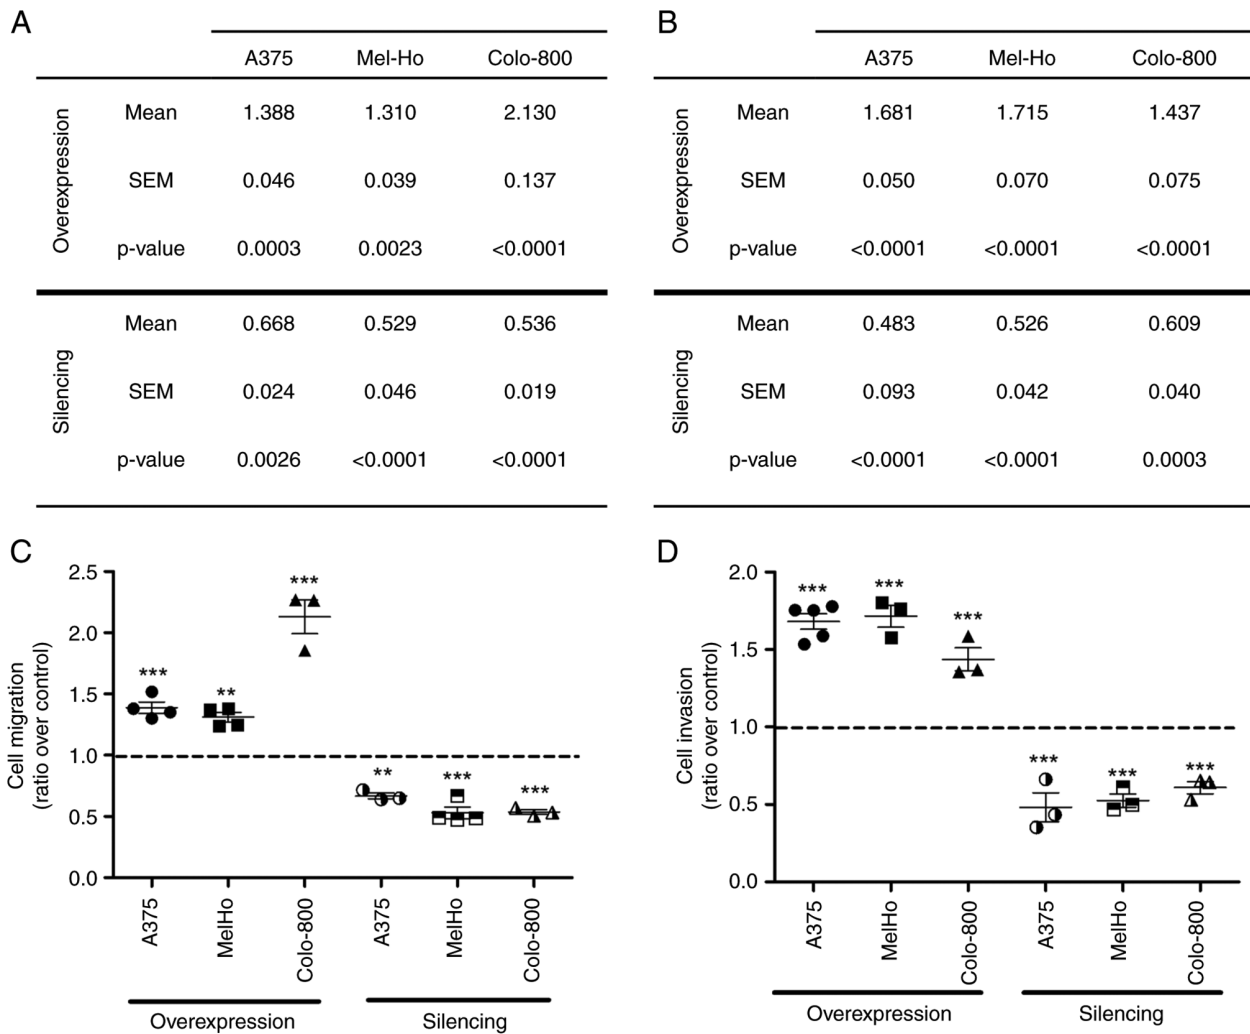 A
A375 Mel-Ho Colo-800
Overexpression
Mean 1.388 1.310 2.130
SEM 0.046 0.039 0.137
p-value 0.0003 0.0023 <0.0001
Silencing
Mean 0.668 0.529 0.536
SEM 0.024 0.046 0.019
p-value 0.0026 <0.0001 <0.0001
B
A375 Mel-Ho Colo-800
Overexpression
Mean 1.681 1.715 1.437
SEM 0.050 0.070 0.075
p-value <0.0001 <0.0001 <0.0001
Silencing
Mean 0.483 0.526 0.609
SEM 0.093 0.042 0.040
p-value <0.0001 <0.0001 0.0003
C
Cell migration
(ratio over control)
2.5
2.0
1.5
1.0
0.5
0.0
*** ** *** ** *** ***
A375 MelHo Colo-800 A375 MelHo Colo-800
Overexpression Silencing
D
Cell invasion
(ratio over control)
2.0
1.5
1.0
0.5
0.0
*** *** *** *** *** ***
A375 MelHo Colo-800 A375 MelHo Colo-800
Overexpression Silencing